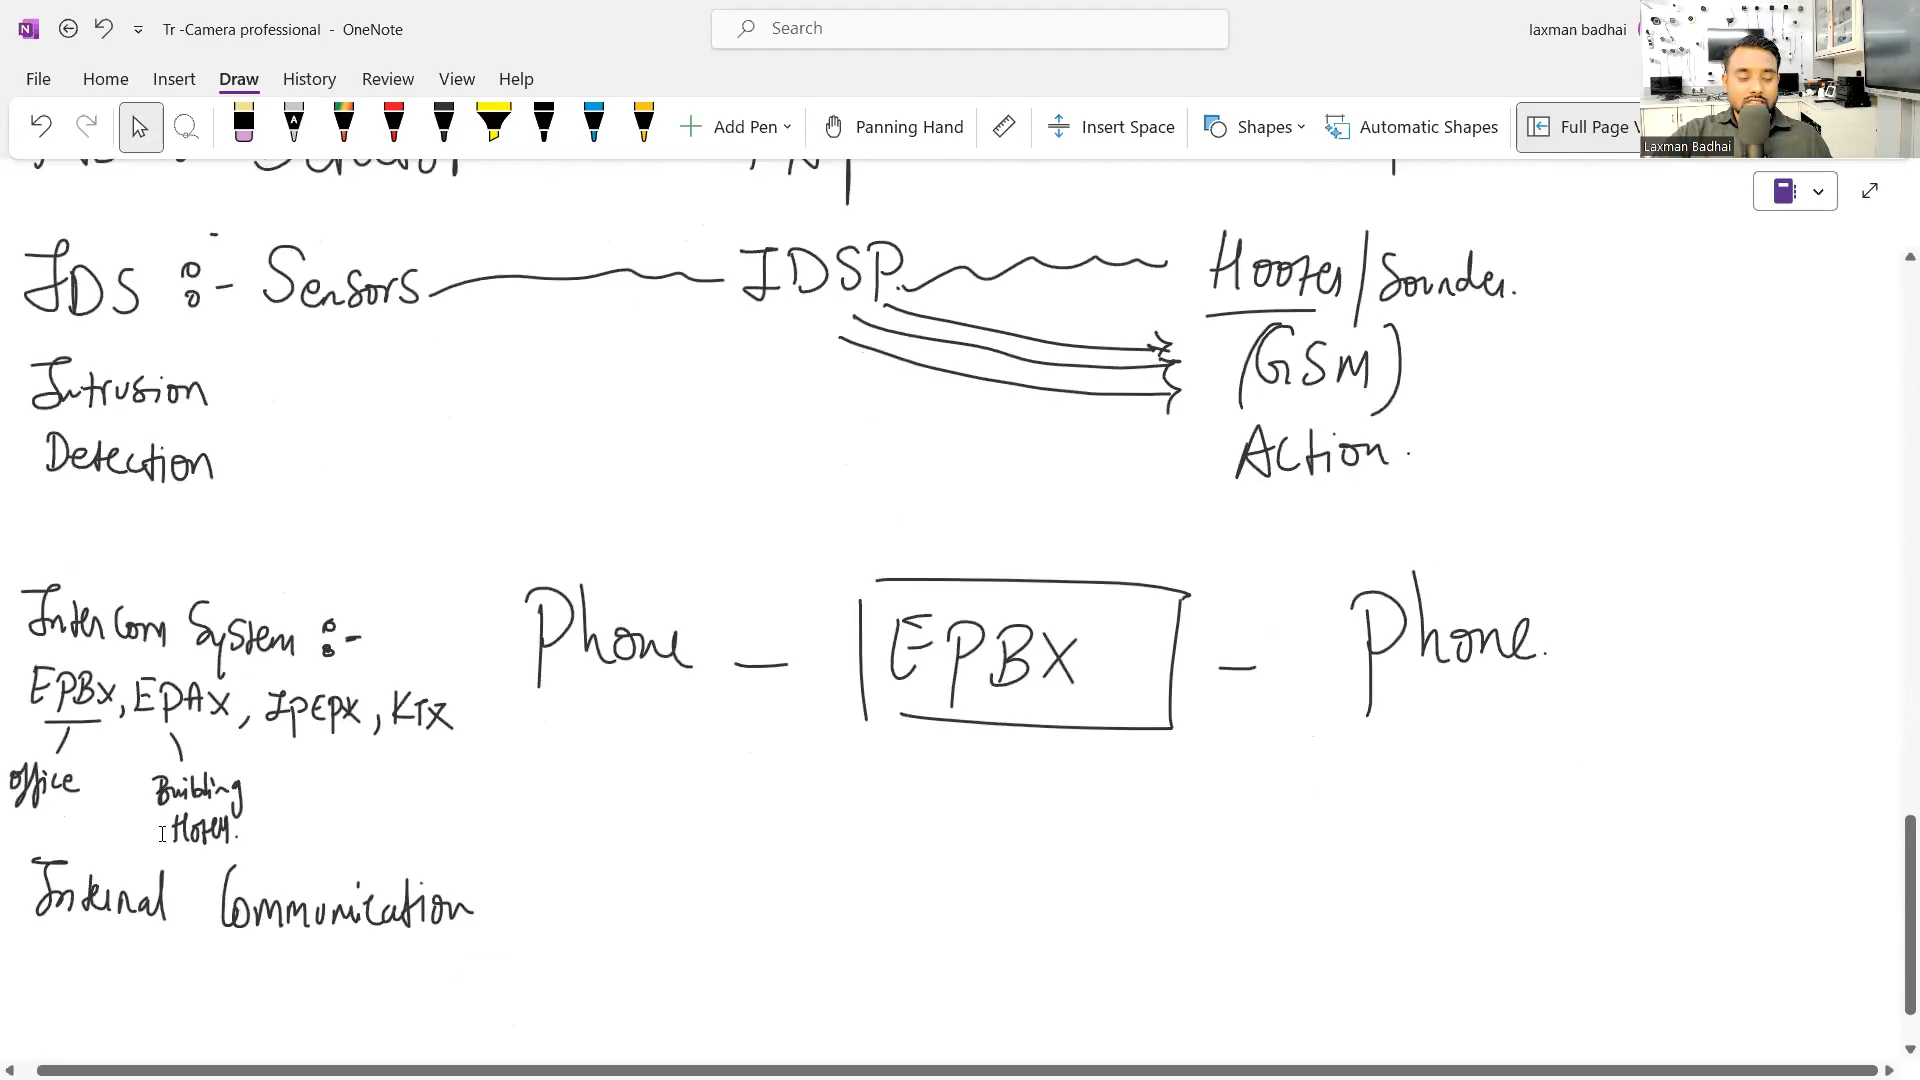 Tr -Camera professional - OneNote
Search
laxman badhai
File Home Insert Draw History Review View Help
Add Pen Panning Hand Insert Space Shapes Automatic Shapes Full Page V
Laxman Badhai
IDS :- Sensors IDSP. Hooter/Sounder.
Intrusion (GSM)
Detection Action.
InterCom System :- Phone - EPBX - Phone.
EPBX, EPAX, IPEPX, KTX
Office Building
Hotel.
Internal Communication